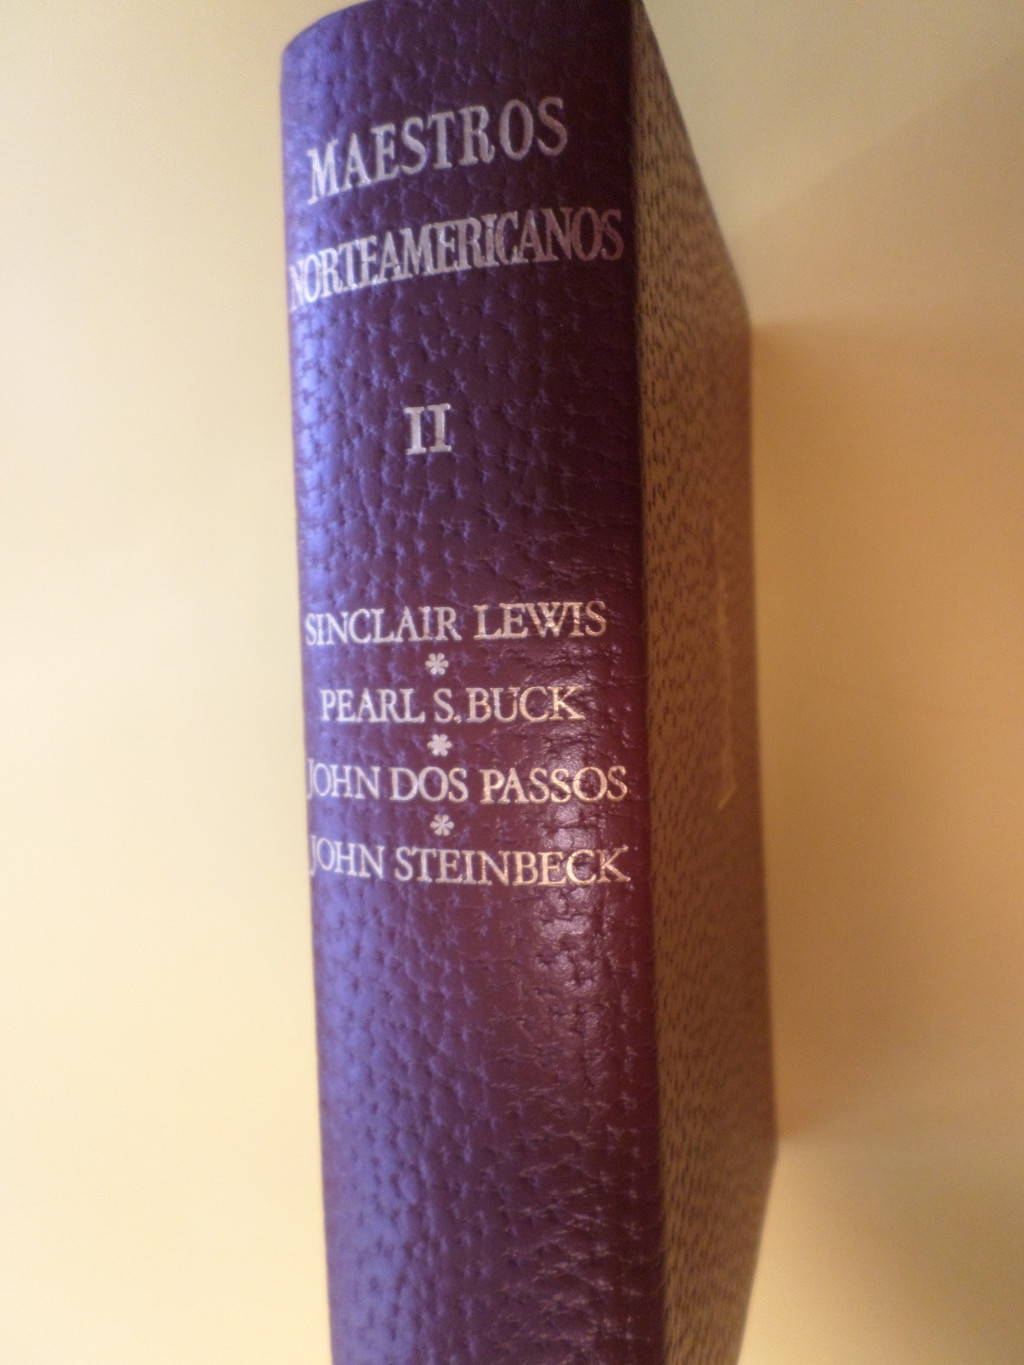 MAESTROS
NORTEAMERICANOS
II
SINCLAIR LEWIS
*
PEARL S. BUCK
*
JOHN DOS PASSOS
*
JOHN STEINBECK